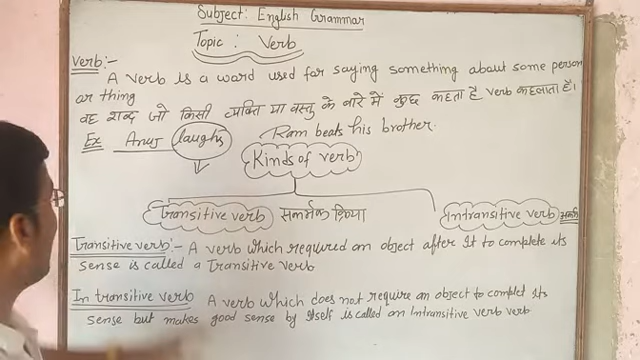 Subject: English Grammar
Topic: Verb
Verb:-
A verb is a word used for saying something about some person
or thing
वह शब्द जो किसी व्यक्ति या वस्तु के बारे में कुछ कहता है verb कहलाता है।
Ex Anuj laughs Ram beats his brother.
Kinds of verb
Transitive verb सकर्मक क्रिया Intransitive verb
Transitive verb:- A verb which required an object after it to complete its
sense is called a Transitive verb
In transitive verb A verb which does not require an object to complet its
sense but makes good sense by itself is called an Intransitive verb verb